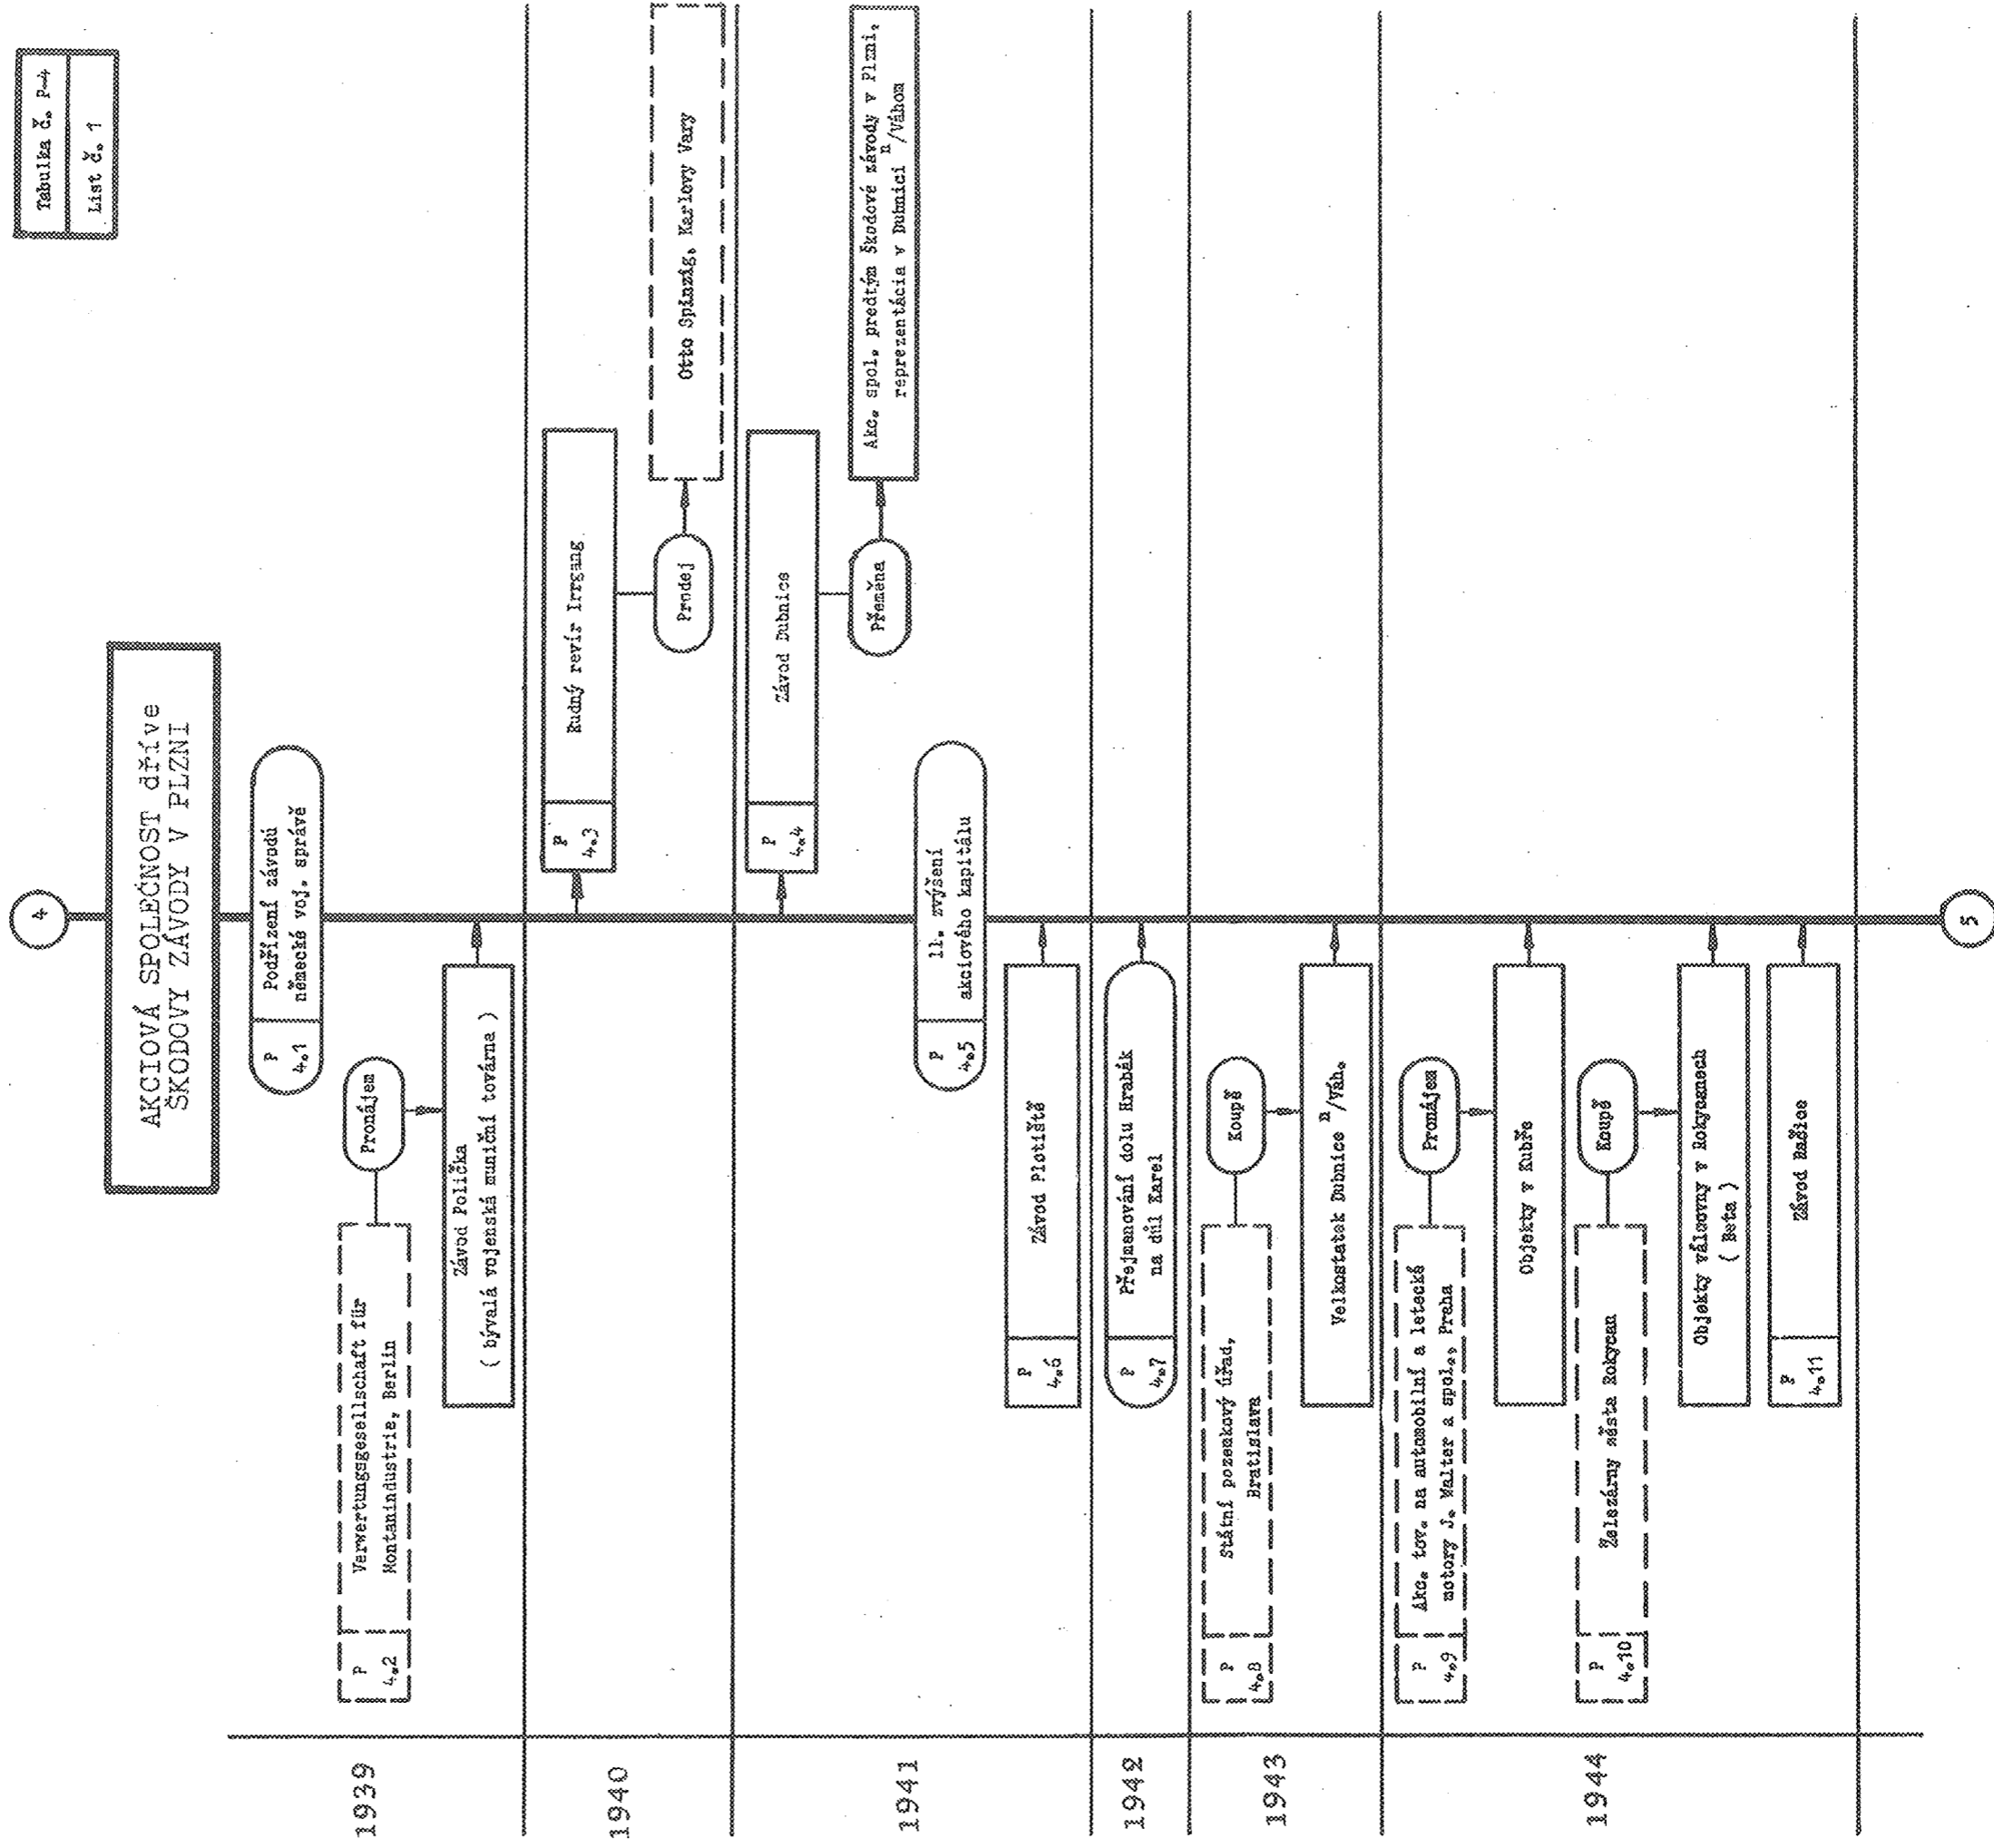 Tabulka č. P-4
List č. 1
4
AKCIOVÁ SPOLEČNOST dříve
ŠKODOVY ZÁVODY V PLZNI
1939
P
4.1
Podřízení závodů
německé voj. správě
P
4.2
Verwertungsgesellschaft für
Montanindustrie, Berlin
Pronájem
Závod Polička
( bývalá vojenská muniční továrna )
1940
P
4.3
Rudný revír Irrgang
Prodej
Otto Spinzig, Karlovy Vary
1941
P
4.4
Závod Dubnice
Přeměna
Akc. spol. predtým Škodové závody v Plzni,
reprezentácia v Dubnici n/Váhom
P
4.5
11. zvýšení
akciového kapitálu
P
4.6
Závod Plotiště
1942
P
4.7
Přejmanování dolu Hrabák
na důl Karel
1943
P
4.8
Státní pozemkový úřad,
Bratislava
Koupě
Velkostatek Dubnice n/Váh.
1944
P
4.9
Akc. tov. na automobilní a letecké
motory J. Walter a spol., Praha
Pronájem
Objekty v Kubře
P
4.10
Železárny města Rokycan
Koupě
Objekty válcovny v Rokycanech
( Beta )
P
4.11
Závod Račice
5